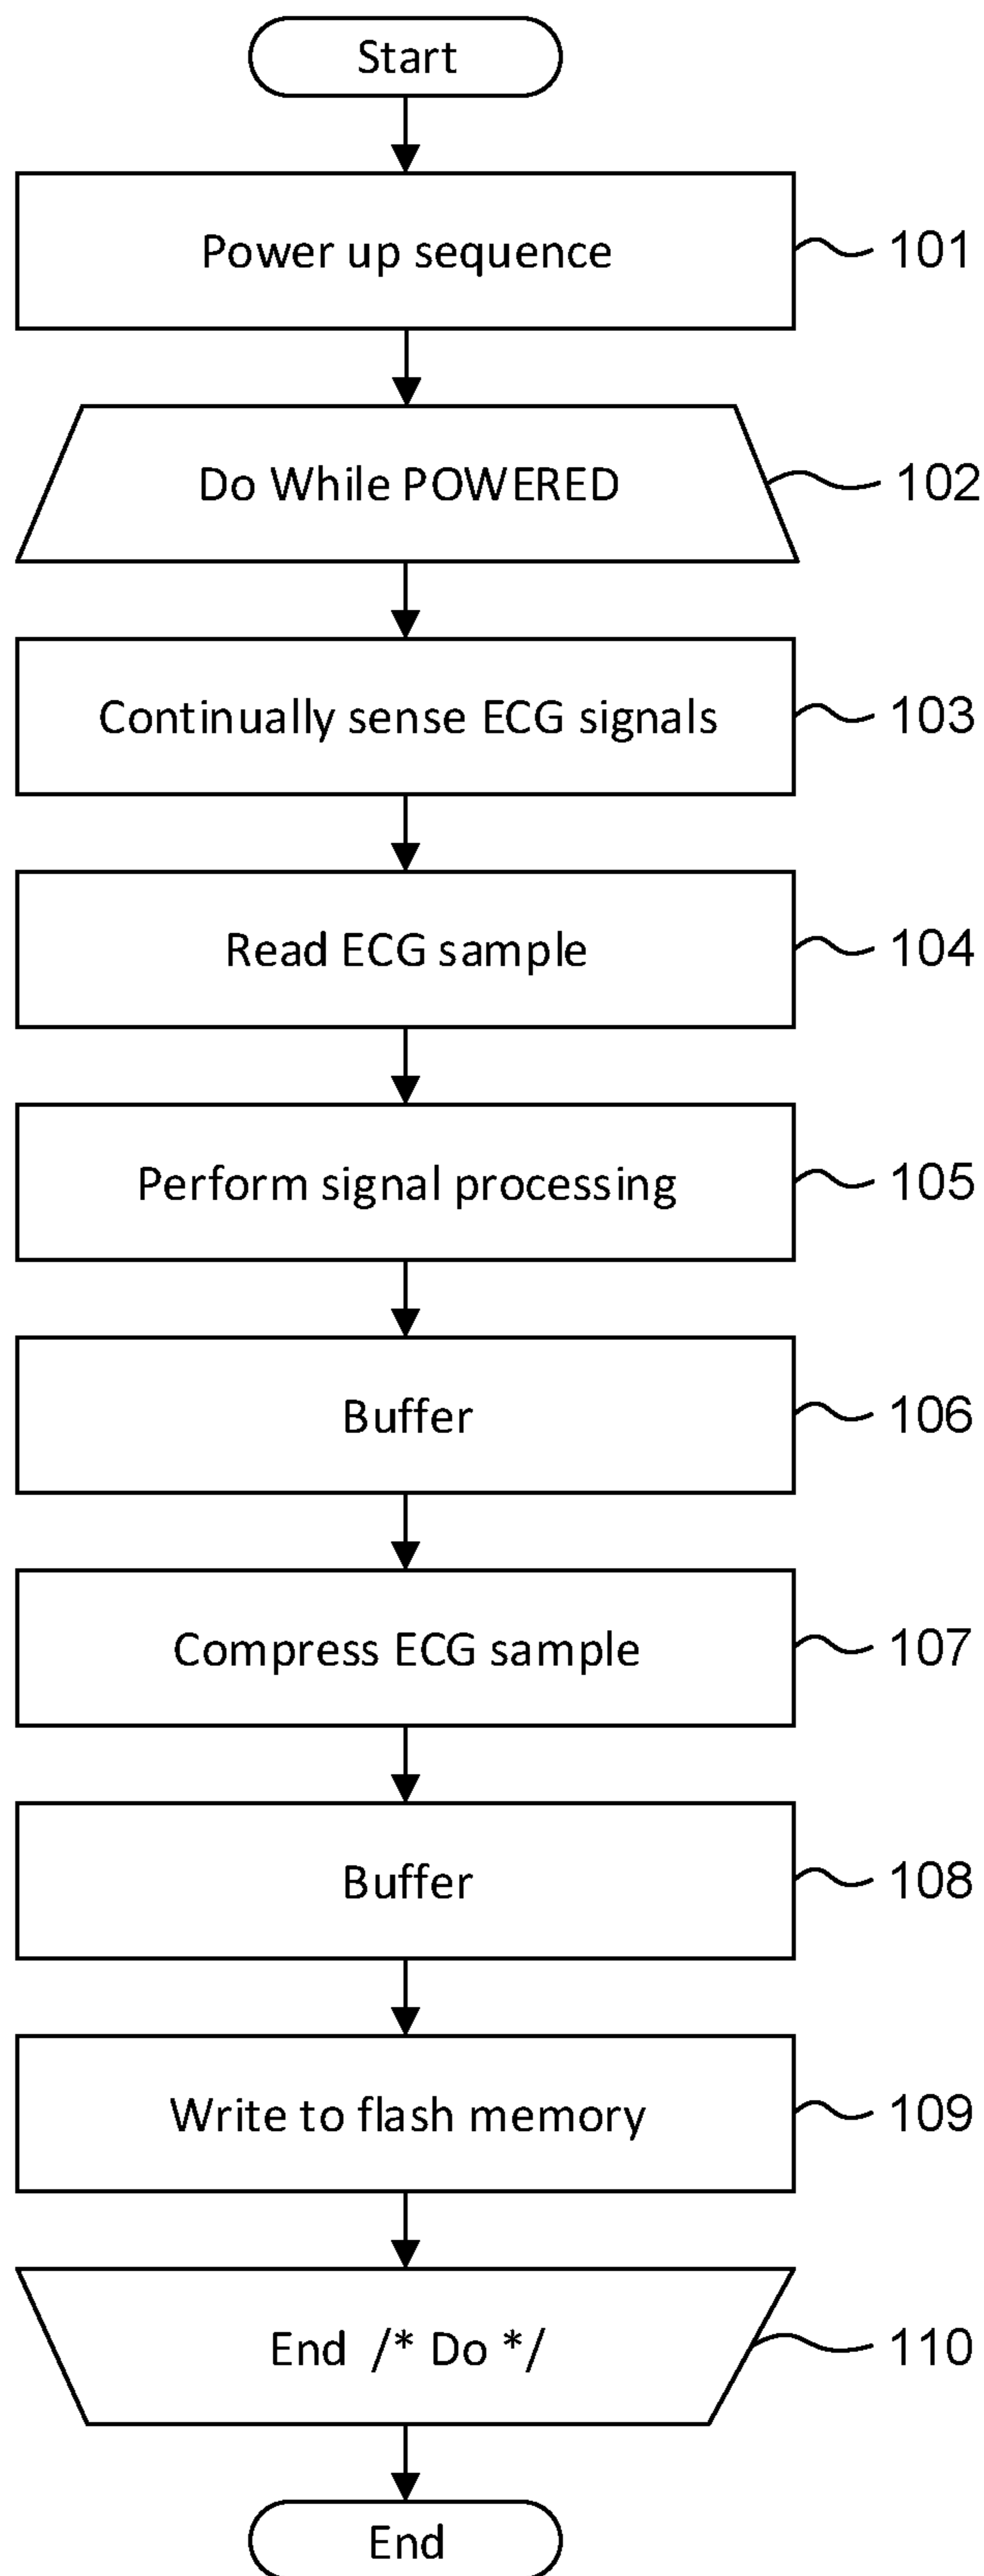 Start
Power up sequence
101
Do While POWERED
102
Continually sense ECG signals
103
Read ECG sample
104
Perform signal processing
105
Buffer
106
Compress ECG sample
107
Buffer
108
Write to flash memory
109
End /* Do */
110
End